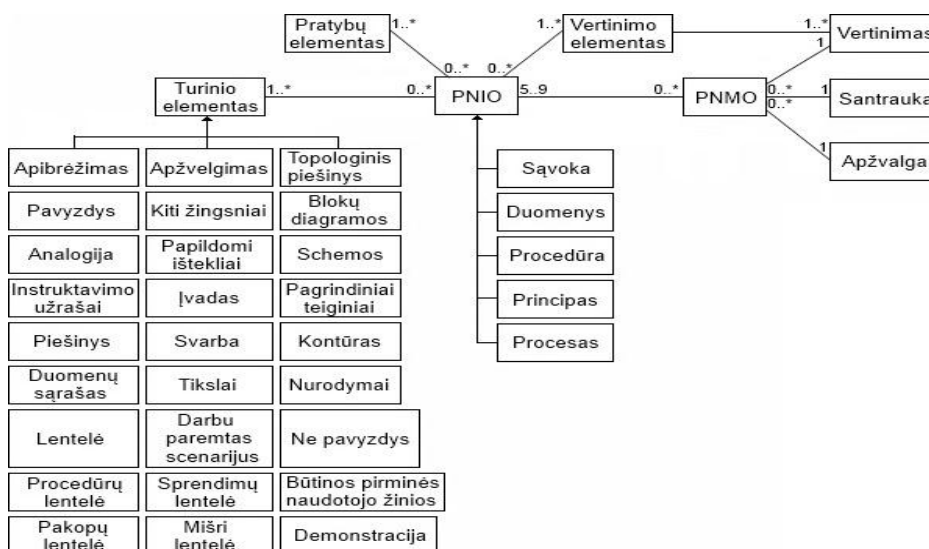 Pratybų
elementas
1..*
1..*
Vertinimo
elementas
1..*
Vertinimas
1
0..*
0..*
Turinio
elementas
1..*
0..*
PNIO
5..9
0..*
PNMO
0..*
0..*
1
Santrauka
1
Apžvalga
Apibrėžimas
Apžvelgimas
Topologinis
piešinys
Sąvoka
Pavyzdys
Kiti žingsniai
Blokų
diagramos
Duomenys
Analogija
Papildomi
ištekliai
Schemos
Procedūra
Instruktavimo
užrašai
Įvadas
Pagrindiniai
teiginiai
Principas
Piešinys
Svarba
Kontūras
Procesas
Duomenų
sąrašas
Tikslai
Nurodymai
Lentelė
Darbu
paremtas
scenarijus
Ne pavyzdys
Procedūrų
lentelė
Sprendimų
lentelė
Būtinos pirminės
naudotojo žinios
Pakopų
lentelė
Mišri
lentelė
Demonstracija